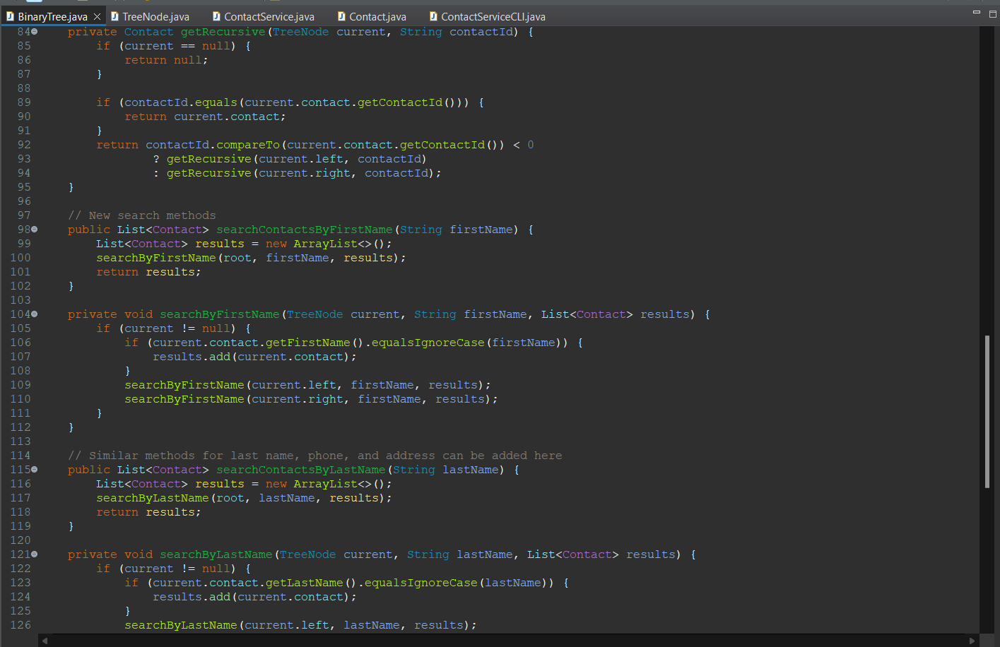 BinaryTree.java TreeNode.java ContactService.java Contact.java ContactServiceCLI.java
84 private Contact getRecursive(TreeNode current, String contactId) {
85 if (current == null) {
86 return null;
87 }
88
89 if (contactId.equals(current.contact.getContactId())) {
90 return current.contact;
91 }
92 return contactId.compareTo(current.contact.getContactId()) < 0
93 ? getRecursive(current.left, contactId)
94 : getRecursive(current.right, contactId);
95 }
96
97 // New search methods
98 public List<Contact> searchContactsByFirstName(String firstName) {
99 List<Contact> results = new ArrayList<>();
100 searchByFirstName(root, firstName, results);
101 return results;
102 }
103
104 private void searchByFirstName(TreeNode current, String firstName, List<Contact> results) {
105 if (current != null) {
106 if (current.contact.getFirstName().equalsIgnoreCase(firstName)) {
107 results.add(current.contact);
108 }
109 searchByFirstName(current.left, firstName, results);
110 searchByFirstName(current.right, firstName, results);
111 }
112 }
113
114 // Similar methods for last name, phone, and address can be added here
115 public List<Contact> searchContactsByLastName(String lastName) {
116 List<Contact> results = new ArrayList<>();
117 searchByLastName(root, lastName, results);
118 return results;
119 }
120
121 private void searchByLastName(TreeNode current, String lastName, List<Contact> results) {
122 if (current != null) {
123 if (current.contact.getLastName().equalsIgnoreCase(lastName)) {
124 results.add(current.contact);
125 }
126 searchByLastName(current.left, lastName, results);